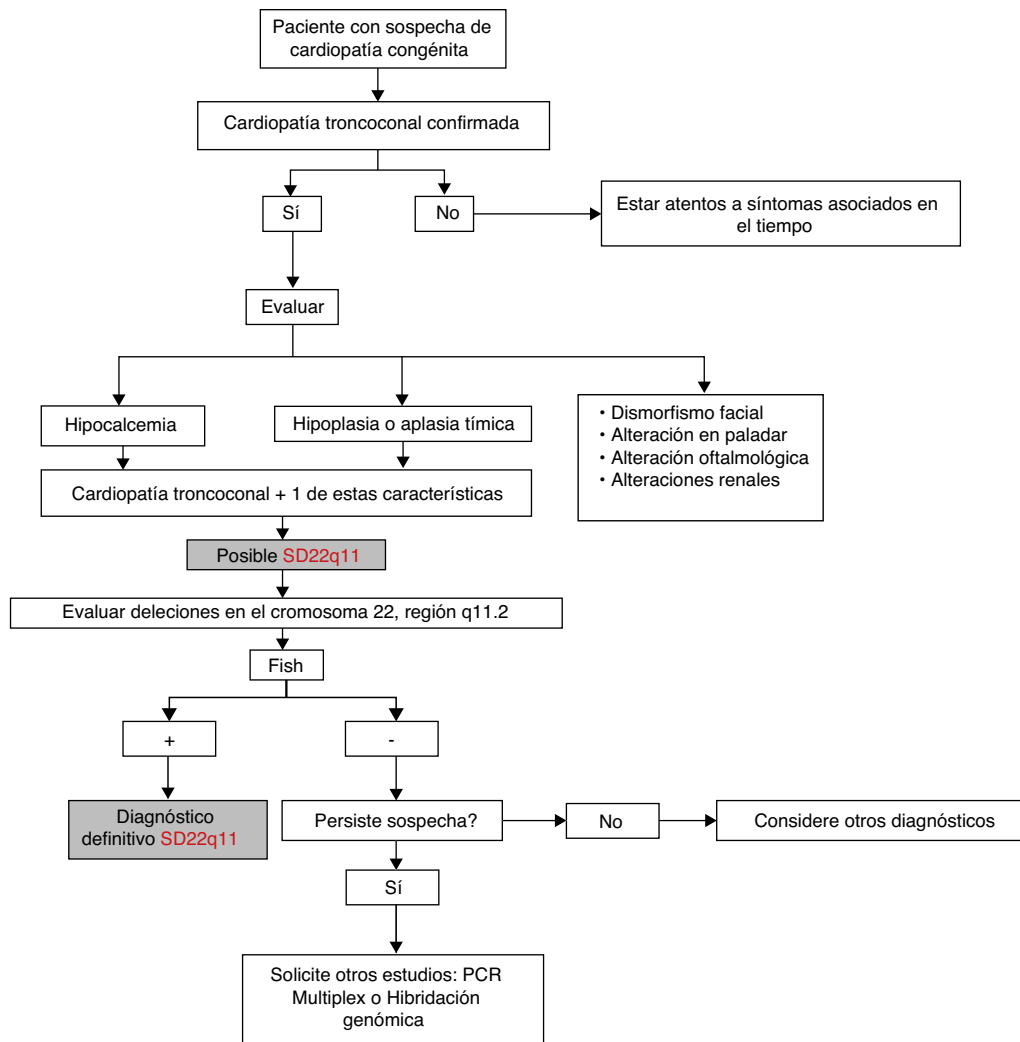 Paciente con sospecha de
cardiopatía congénita
Cardiopatía troncoconal confirmada
Sí
No
Estar atentos a síntomas asociados en
el tiempo
Evaluar
Hipocalcemia
Hipoplasia o aplasia tímica
• Dismorfismo facial
• Alteración en paladar
• Alteración oftalmológica
• Alteraciones renales
Cardiopatía troncoconal + 1 de estas características
Posible SD22q11
Evaluar deleciones en el cromosoma 22, región q11.2
Fish
+
-
Diagnóstico
definitivo SD22q11
Persiste sospecha?
No
Considere otros diagnósticos
Sí
Solicite otros estudios: PCR
Multiplex o Hibridación
genómica